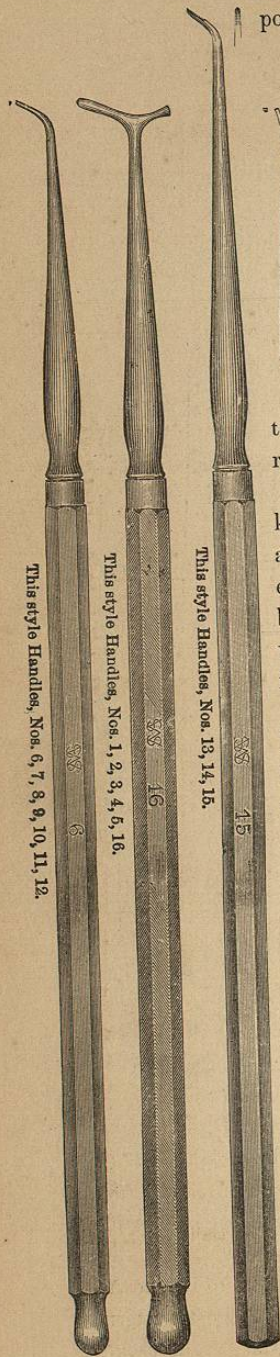 po
This style Handles, Nos. 13, 14, 15.
This style Handles, Nos. 1, 2, 3, 4, 5, 16.
This style Handles, Nos. 6, 7, 8, 9, 10, 11, 12.
15
16
6